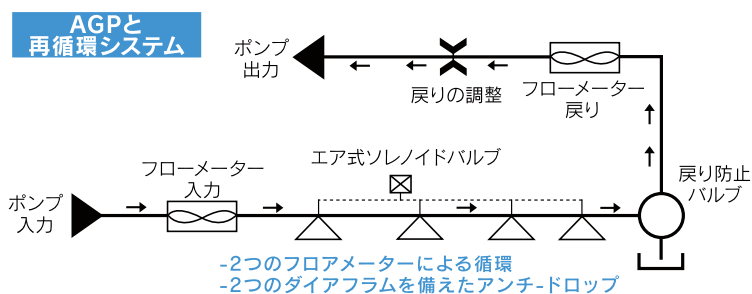 AGPと
再循環システム
ポンプ
出力
戻りの調整
フローメーター
戻り
エア式ソレノイドバルブ
フローメーター
入力
ポンプ
入力
戻り防止
バルブ
-2つのフロアメーターによる循環
-2つのダイアフラムを備えたアンチ-ドロップ